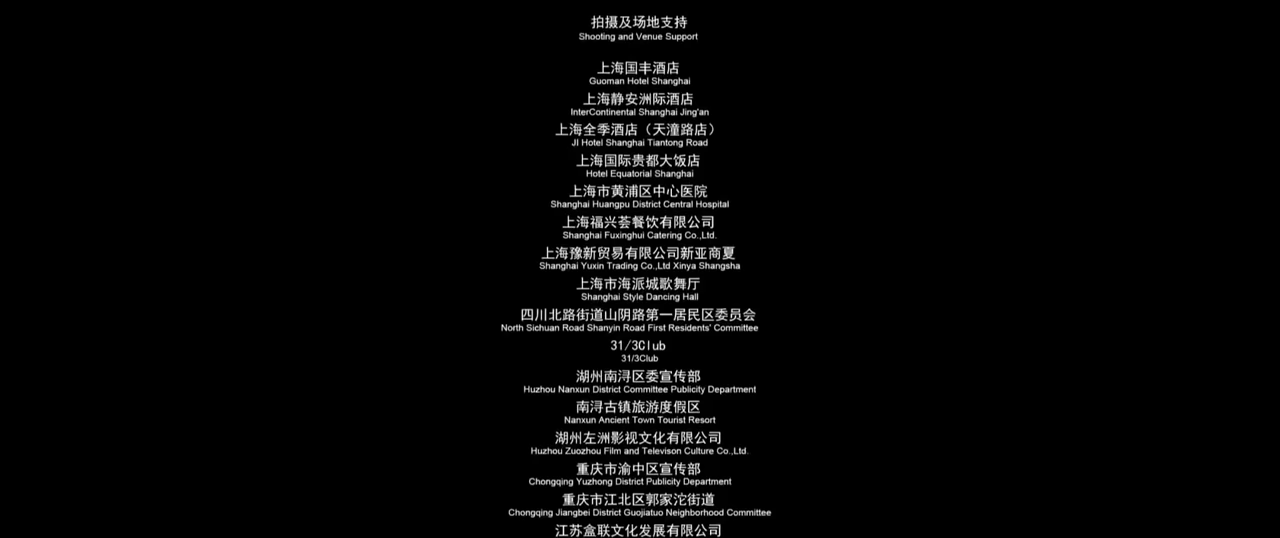 拍摄及场地支持
Shooting and Venue Support
上海国丰酒店
Guoman Hotel Shanghai
上海静安洲际酒店
InterContinental Shanghai Jing'an
上海全季酒店（天潼路店）
JI Hotel Shanghai Tiantong Road
上海国际贵都大饭店
Hotel Equatorial Shanghai
上海市黄浦区中心医院
Shanghai Huangpu District Central Hospital
上海福兴荟餐饮有限公司
Shanghai Fuxinghui Catering Co.,Ltd.
上海豫新贸易有限公司新亚商夏
Shanghai Yuxin Trading Co.,Ltd Xinya Shangsha
上海市海派城歌舞厅
Shanghai Style Dancing Hall
四川北路街道山阴路第一居民区委员会
North Sichuan Road Shanyin Road First Residents' Committee
31/3Club
31/3Club
湖州南浔区委宣传部
Huzhou Nanxun District Committee Publicity Department
南浔古镇旅游度假区
Nanxun Ancient Town Tourist Resort
湖州左洲影视文化有限公司
Huzhou Zuozhou Film and Televison Culture Co.,Ltd.
重庆市渝中区宣传部
Chongqing Yuzhong District Publicity Department
重庆市江北区郭家沱街道
Chongqing Jiangbei District Guojiatuo Neighborhood Committee
江苏盒联文化发展有限公司